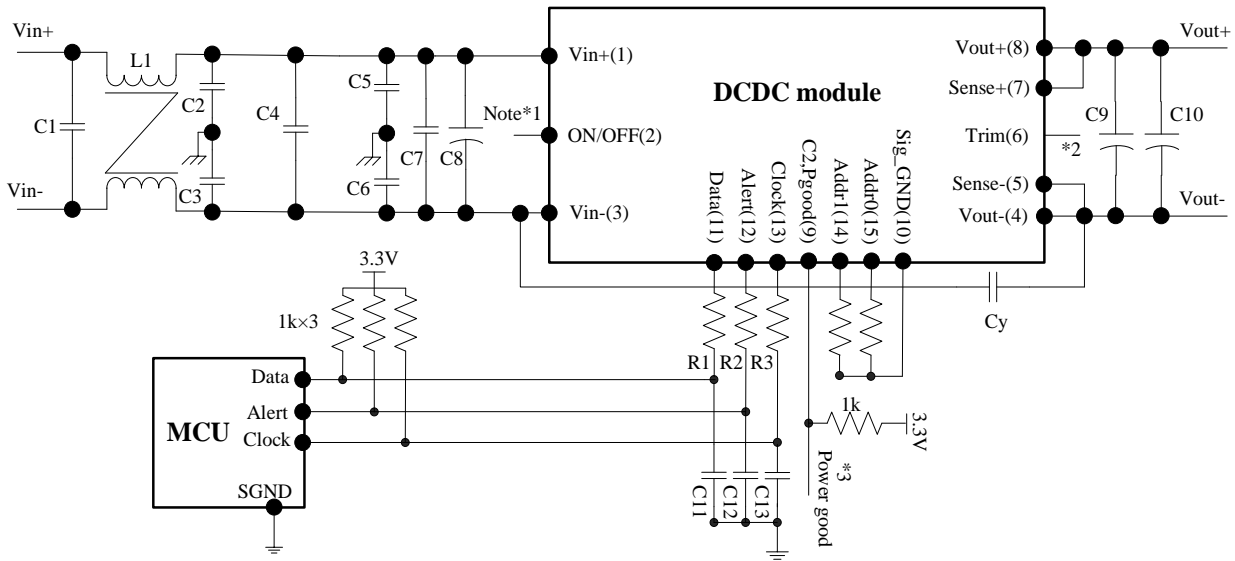 Vin+
L1
C1
C2
C3
C4
C5
C6
C7
C8
Vin-
Note*1
Vin+(1)
ON/OFF(2)
Vin-(3)
DCDC module
Data(11)
Alert(12)
Clock(13)
C2,Pgood(9)
Addr1(14)
Addr0(15)
Sig_GND(10)
Vout+(8)
Sense+(7)
Trim(6)
*2
Sense-(5)
Vout-(4)
Vout+
C9
C10
Vout-
Cy
3.3V
1k×3
R1
R2
R3
MCU
Data
Alert
Clock
SGND
C11
C12
C13
1k
3.3V
*3
Power good